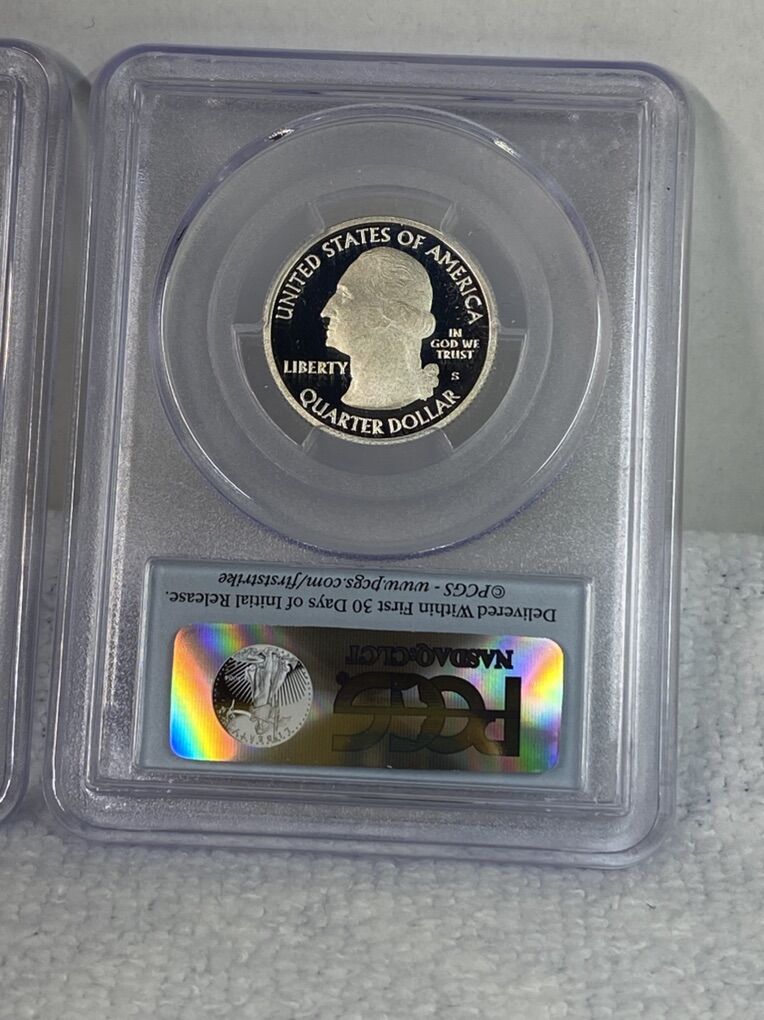 UNITED STATES OF AMERICA
LIBERTY
IN
GOD WE
TRUST
S
QUARTER DOLLAR
©PCGS - www.pcgs.com/firststrike
Delivered Within First 30 Days of Initial Release.
NASDAQ:CLCT
PCGS
LIBERTY